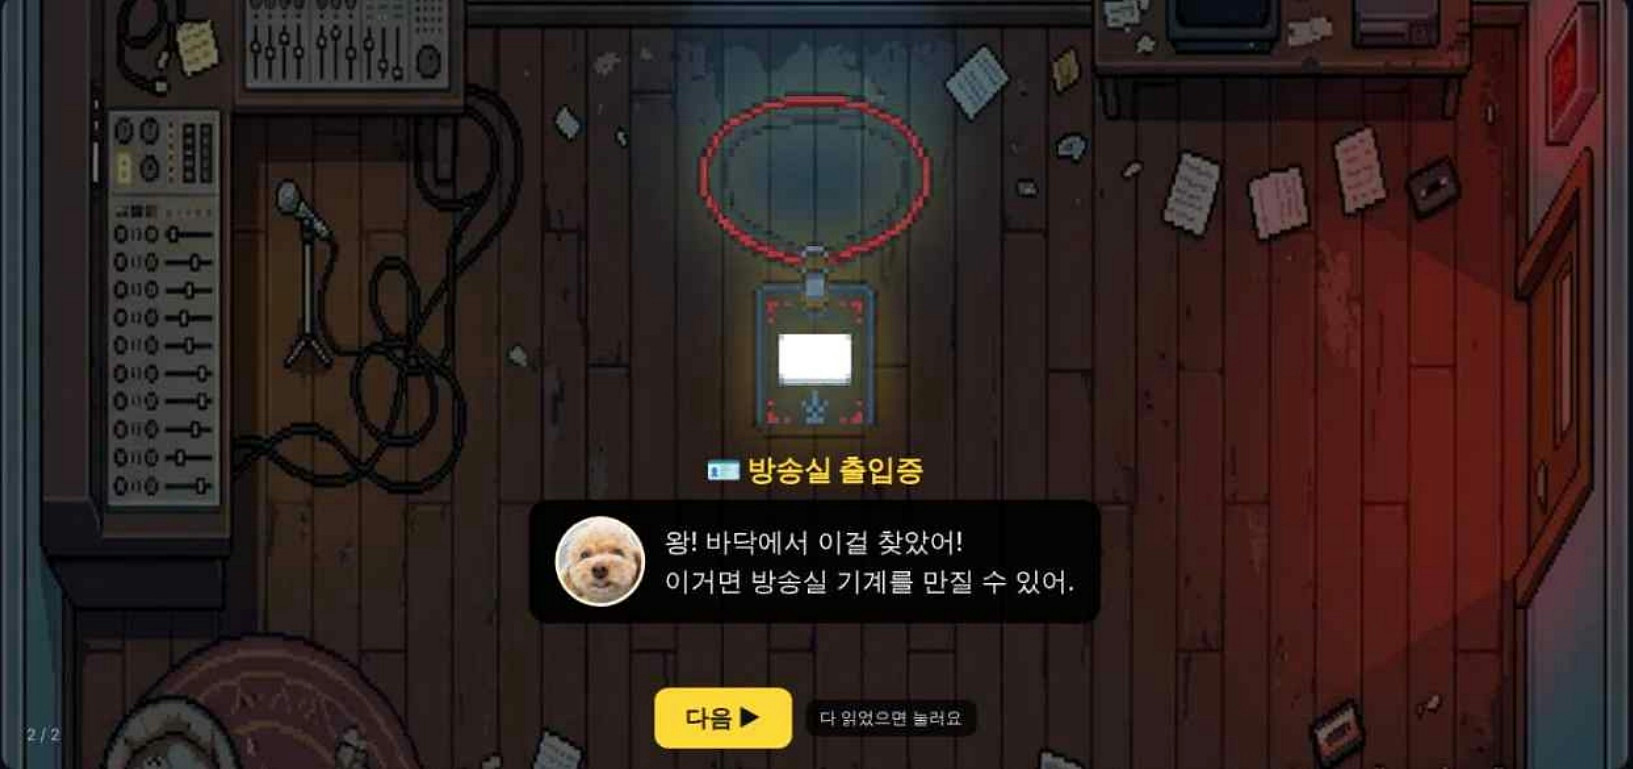 방송실 출입증
왕! 바닥에서 이걸 찾았어!
이거면 방송실 기계를 만질 수 있어.
다음 ▶
다 읽었으면 눌러요
2 / 2